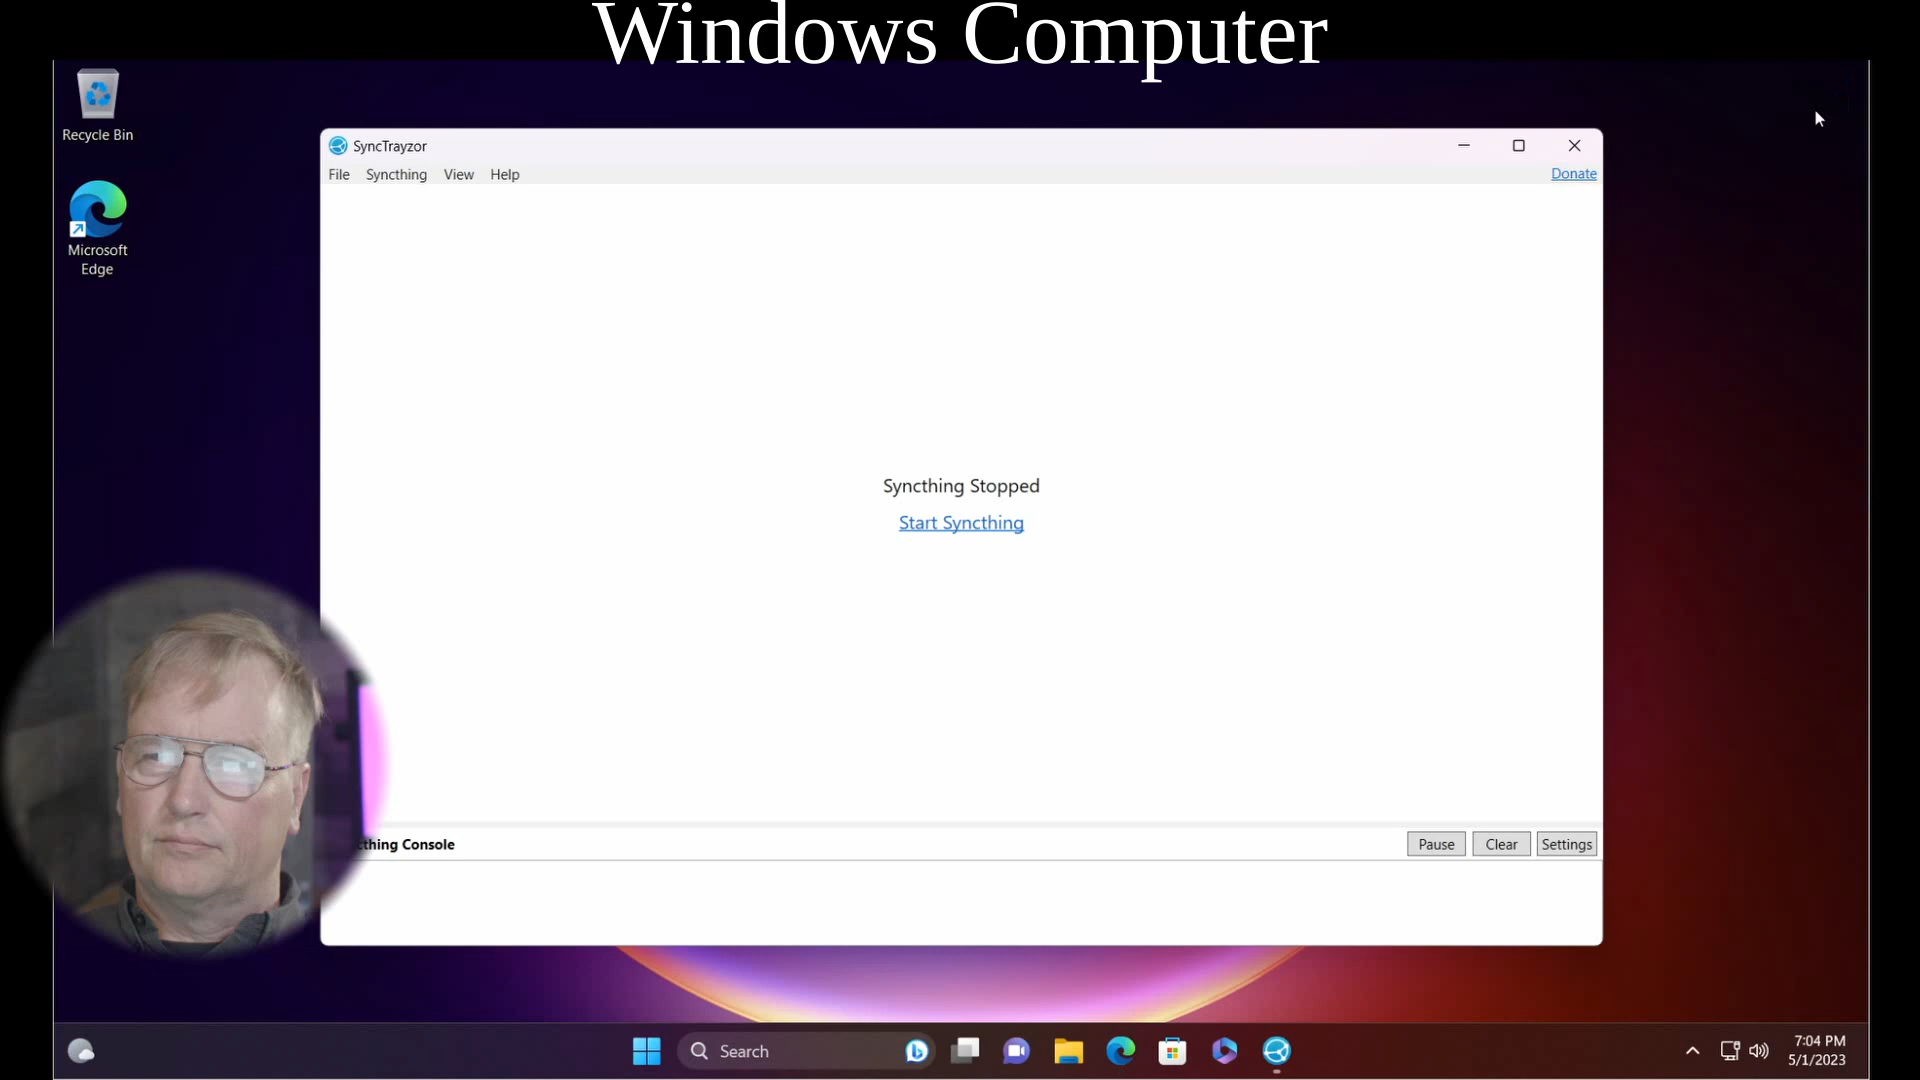 Windows Computer
Recycle Bin
Microsoft
Edge
SyncTrayzor
File Syncthing View Help Donate
Syncthing Stopped
Start Syncthing
cthing Console Pause Clear Settings
Search
7:04 PM
5/1/2023